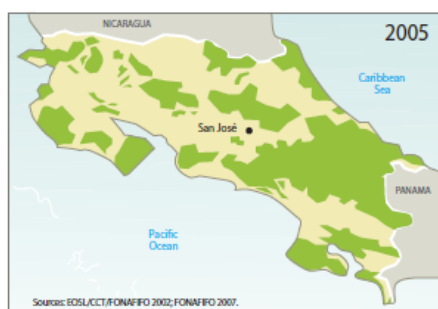 NICARAGUA
2005
Caribbean
Sea
San José
PANAMA
Pacific
Ocean
Sources: EOSL/CCT/FONAFIFO 2002; FONAFIFO 2007.